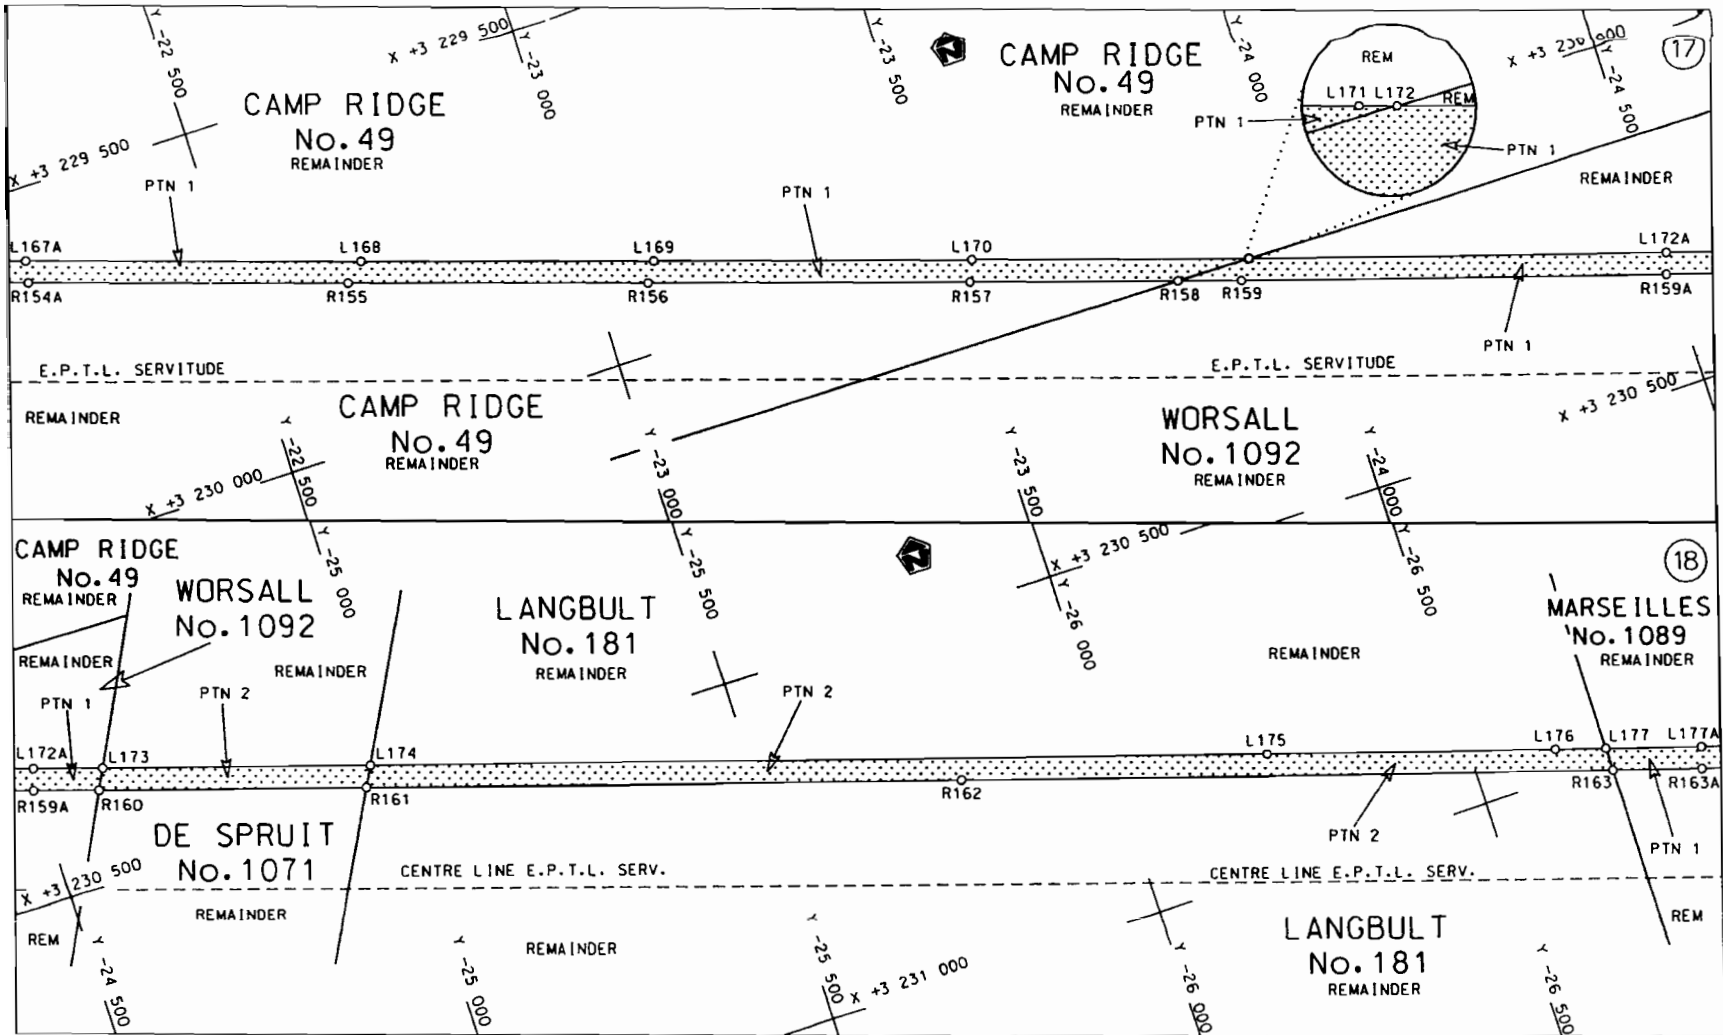 Y -22 500
X +3 229 500
Y -23 000
Y -23 500
CAMP RIDGE
No.49
REMAINDER
Y -24 000
REM
L171 L172
REM
PTN 1
PTN 1
Y -24 500
17
CAMP RIDGE
No.49
REMAINDER
X +3 229 500
PTN 1
PTN 1
REMAINDER
L167A
L168
L169
L170
L172A
R154A
R155
R156
R157
R158
R159
R159A
PTN 1
E.P.T.L. SERVITUDE
E.P.T.L. SERVITUDE
REMAINDER
CAMP RIDGE
No.49
REMAINDER
WORSALL
No.1092
REMAINDER
X +3 230 500
X +3 230 000
Y -22 500
Y -23 000
Y -23 500
Y -24 000
CAMP RIDGE
No.49
REMAINDER
WORSALL
No.1092
Y -25 000
LANGBULT
No.181
REMAINDER
Y -25 500
X +3 230 500
Y -26 000
Y -26 500
18
MARSEILLES
No.1089
REMAINDER
REMAINDER
REMAINDER
REMAINDER
PTN 1
PTN 2
PTN 2
L172A
L173
L174
L175
L176
L177
L177A
R159A
R160
R161
R162
R163
R163A
DE SPRUIT
No.1071
REMAINDER
PTN 2
PTN 1
X +3 230 500
CENTRE LINE E.P.T.L. SERV.
CENTRE LINE E.P.T.L. SERV.
REM
REMAINDER
LANGBULT
No.181
REMAINDER
REM
Y -24 500
Y -25 000
Y -25 500
X +3 231 000
Y -26 000
Y -26 500